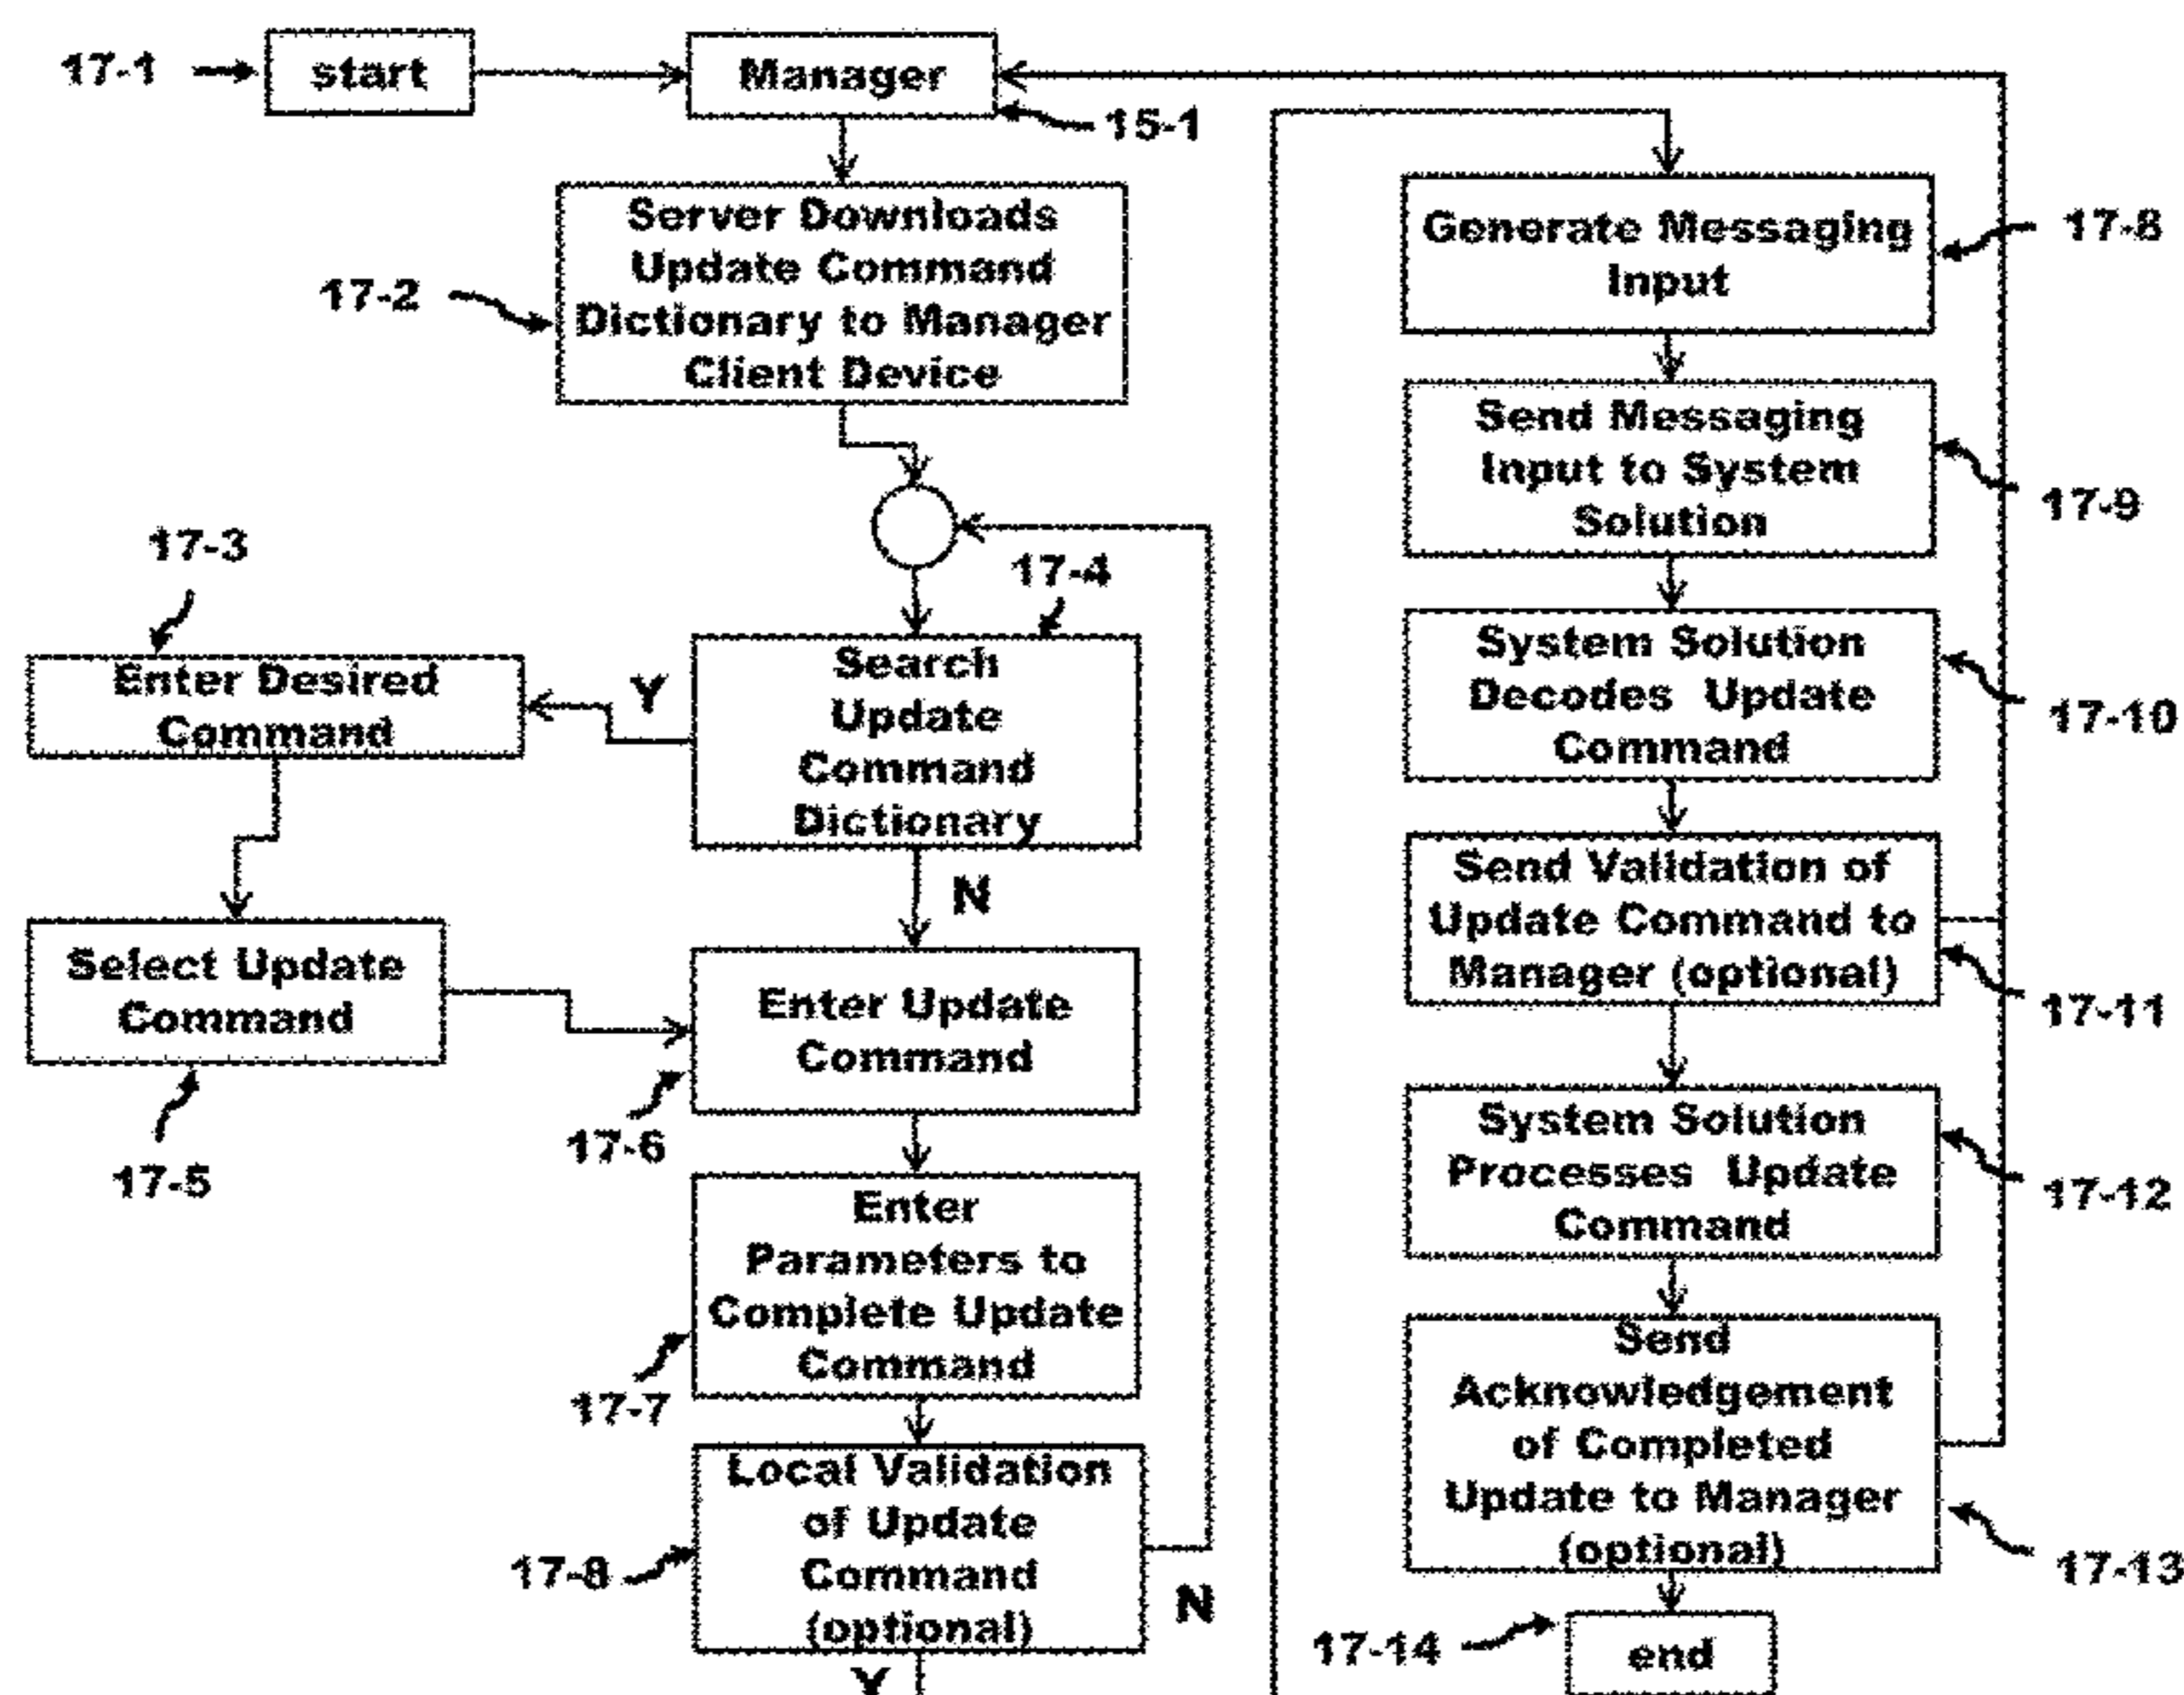 17-1
start
Manager
15-1
Server Downloads
Update Command
Dictionary to Manager
Client Device
17-2
17-3
17-4
Enter Desired
Command
Y
Search
Update
Command
Dictionary
N
Select Update
Command
17-5
Enter Update
Command
17-6
Enter
Parameters to
Complete Update
Command
17-7
Local Validation
of Update
Command
(optional)
17-8
N
Y
Generate Messaging
Input
17-8
Send Messaging
Input to System
Solution
17-9
System Solution
Decodes Update
Command
17-10
Send Validation of
Update Command to
Manager (optional)
17-11
System Solution
Processes Update
Command
17-12
Send
Acknowledgement
of Completed
Update to Manager
(optional)
17-13
17-14
end